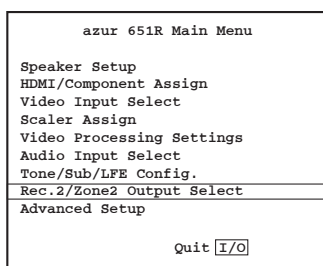 azur 651R Main Menu
Speaker Setup
HDMI/Component Assign
Video Input Select
Scaler Assign
Video Processing Settings
Audio Input Select
Tone/Sub/LFE Config.
Rec.2/Zone2 Output Select
Advanced Setup
Quit I/O